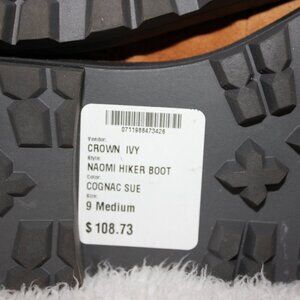 0711988473426
Vendor:
CROWN IVY
Style:
NAOMI HIKER BOOT
Color:
COGNAC SUE
Size:
9 Medium
$108.73